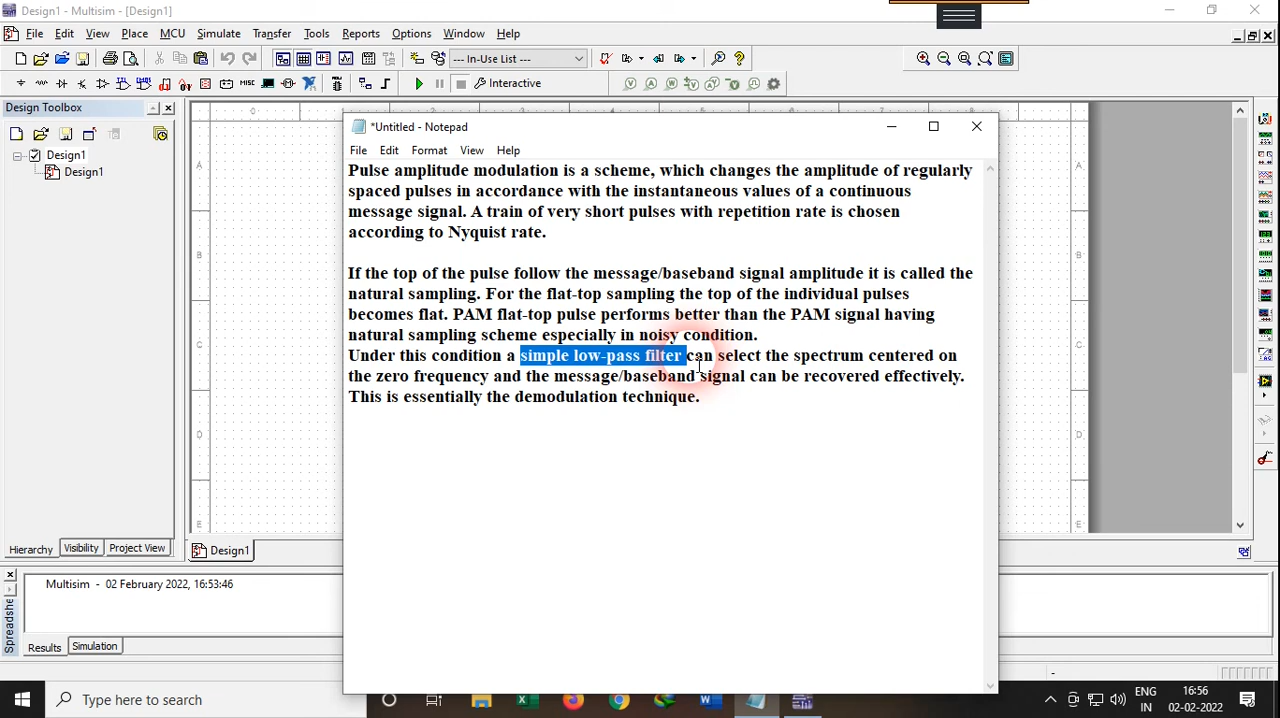 Design1 - Multisim - [Design1]
File Edit View Place MCU Simulate Transfer Tools Reports Options Window Help
--- In-Use List ---
Interactive
Design Toolbox
Design1
Design1
*Untitled - Notepad
File Edit Format View Help
Pulse amplitude modulation is a scheme, which changes the amplitude of regularly
spaced pulses in accordance with the instantaneous values of a continuous
message signal. A train of very short pulses with repetition rate is chosen
according to Nyquist rate.
If the top of the pulse follow the message/baseband signal amplitude it is called the
natural sampling. For the flat-top sampling the top of the individual pulses
becomes flat. PAM flat-top pulse performs better than the PAM signal having
natural sampling scheme especially in noisy condition.
Under this condition a simple low-pass filter can select the spectrum centered on
the zero frequency and the message/baseband signal can be recovered effectively.
This is essentially the demodulation technique.
Hierarchy Visibility Project View
Design1
Multisim - 02 February 2022, 16:53:46
Results Simulation
Type here to search
ENG
IN
16:56
02-02-2022